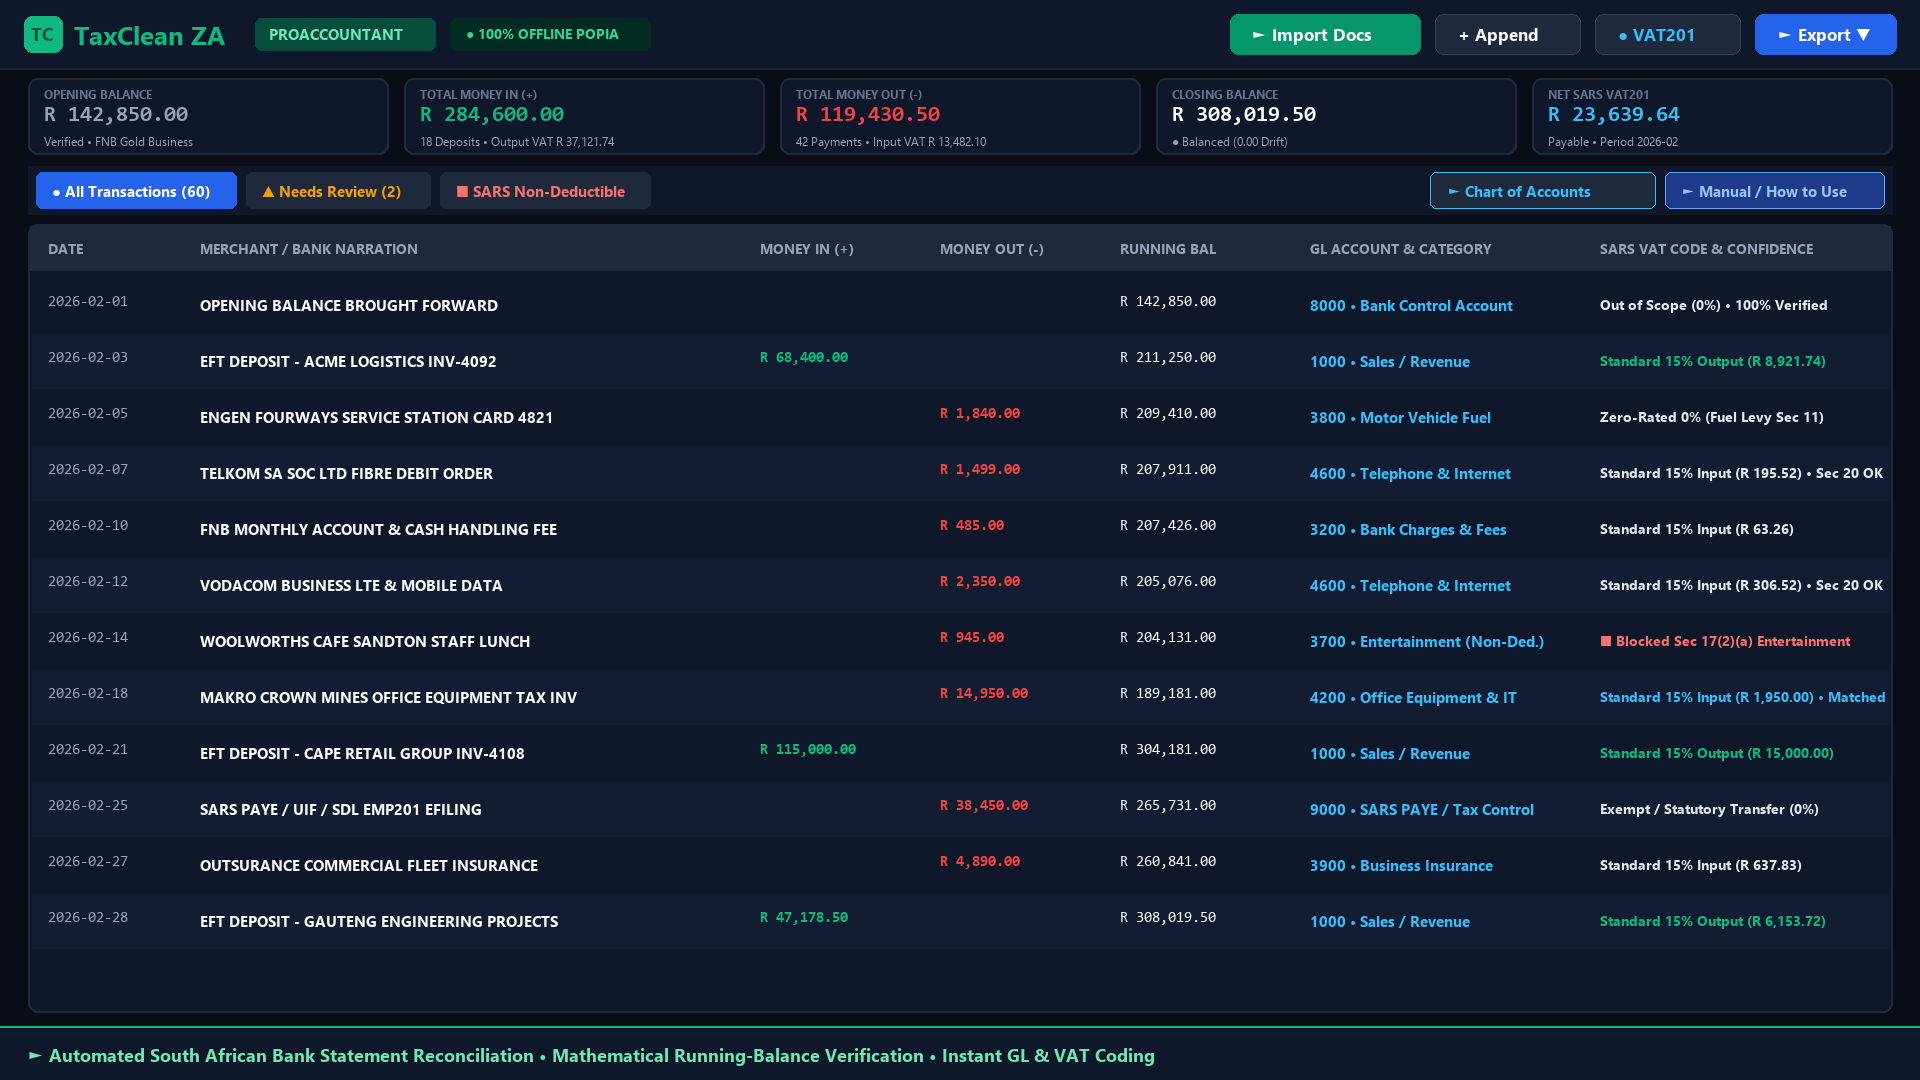 TC TaxClean ZA PROACCOUNTANT ● 100% OFFLINE POPIA ► Import Docs + Append ● VAT201 ► Export ▼
OPENING BALANCE
R 142,850.00
Verified • FNB Gold Business
TOTAL MONEY IN (+)
R 284,600.00
18 Deposits • Output VAT R 37,121.74
TOTAL MONEY OUT (-)
R 119,430.50
42 Payments • Input VAT R 13,482.10
CLOSING BALANCE
R 308,019.50
● Balanced (0.00 Drift)
NET SARS VAT201
R 23,639.64
Payable • Period 2026-02
● All Transactions (60) ▲ Needs Review (2) ■ SARS Non-Deductible ► Chart of Accounts ► Manual / How to Use
DATE MERCHANT / BANK NARRATION MONEY IN (+) MONEY OUT (-) RUNNING BAL GL ACCOUNT & CATEGORY SARS VAT CODE & CONFIDENCE
2026-02-01 OPENING BALANCE BROUGHT FORWARD R 142,850.00 8000 • Bank Control Account Out of Scope (0%) • 100% Verified
2026-02-03 EFT DEPOSIT - ACME LOGISTICS INV-4092 R 68,400.00 R 211,250.00 1000 • Sales / Revenue Standard 15% Output (R 8,921.74)
2026-02-05 ENGEN FOURWAYS SERVICE STATION CARD 4821 R 1,840.00 R 209,410.00 3800 • Motor Vehicle Fuel Zero-Rated 0% (Fuel Levy Sec 11)
2026-02-07 TELKOM SA SOC LTD FIBRE DEBIT ORDER R 1,499.00 R 207,911.00 4600 • Telephone & Internet Standard 15% Input (R 195.52) • Sec 20 OK
2026-02-10 FNB MONTHLY ACCOUNT & CASH HANDLING FEE R 485.00 R 207,426.00 3200 • Bank Charges & Fees Standard 15% Input (R 63.26)
2026-02-12 VODACOM BUSINESS LTE & MOBILE DATA R 2,350.00 R 205,076.00 4600 • Telephone & Internet Standard 15% Input (R 306.52) • Sec 20 OK
2026-02-14 WOOLWORTHS CAFE SANDTON STAFF LUNCH R 945.00 R 204,131.00 3700 • Entertainment (Non-Ded.) ■ Blocked Sec 17(2)(a) Entertainment
2026-02-18 MAKRO CROWN MINES OFFICE EQUIPMENT TAX INV R 14,950.00 R 189,181.00 4200 • Office Equipment & IT Standard 15% Input (R 1,950.00) • Matched
2026-02-21 EFT DEPOSIT - CAPE RETAIL GROUP INV-4108 R 115,000.00 R 304,181.00 1000 • Sales / Revenue Standard 15% Output (R 15,000.00)
2026-02-25 SARS PAYE / UIF / SDL EMP201 EFILING R 38,450.00 R 265,731.00 9000 • SARS PAYE / Tax Control Exempt / Statutory Transfer (0%)
2026-02-27 OUTSURANCE COMMERCIAL FLEET INSURANCE R 4,890.00 R 260,841.00 3900 • Business Insurance Standard 15% Input (R 637.83)
2026-02-28 EFT DEPOSIT - GAUTENG ENGINEERING PROJECTS R 47,178.50 R 308,019.50 1000 • Sales / Revenue Standard 15% Output (R 6,153.72)
► Automated South African Bank Statement Reconciliation • Mathematical Running-Balance Verification • Instant GL & VAT Coding